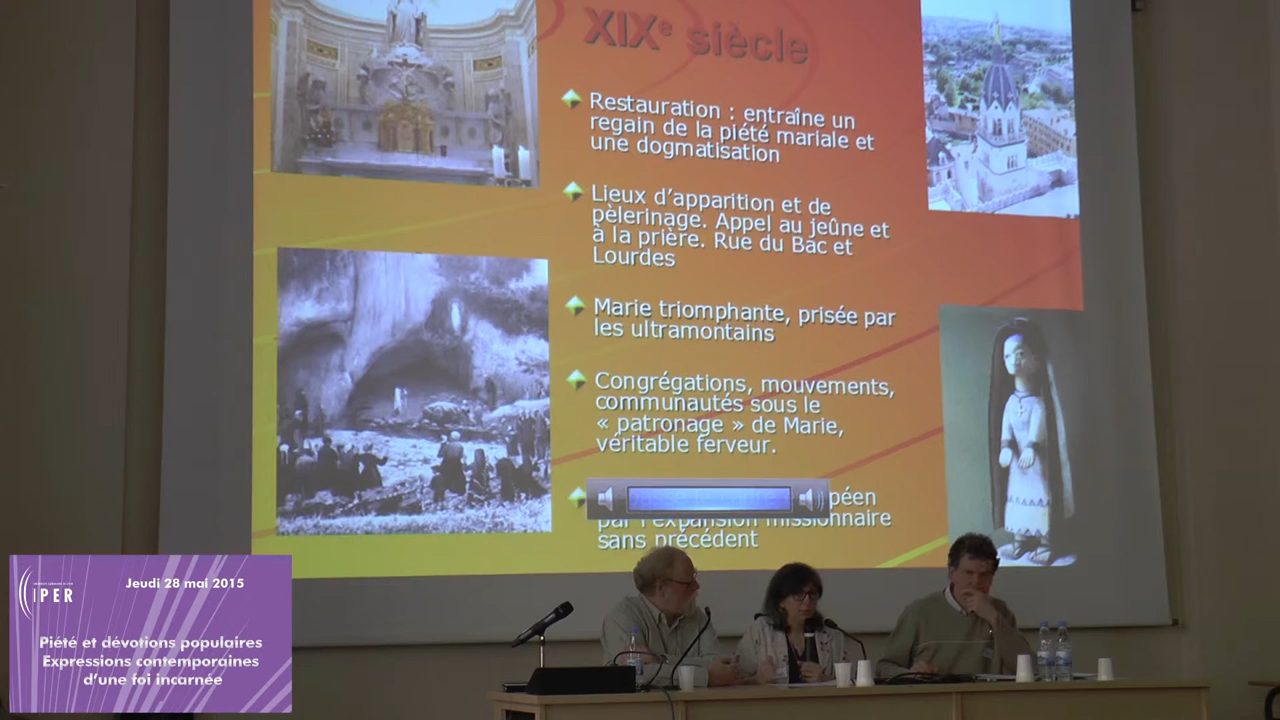 XIXe siècle
Restauration : entraîne un
regain de la piété mariale et
une dogmatisation
Lieux d'apparition et de
pèlerinage. Appel au jeûne et
à la prière. Rue du Bac et
Lourdes
Marie triomphante, prisée par
les ultramontains
Congrégations, mouvements,
communautés sous le
« patronage » de Marie,
véritable ferveur.
péen
par l'expansion missionnaire
sans précédent
Jeudi 28 mai 2015
IPER
Piété et dévotions populaires
Expressions contemporaines
d'une foi incarnée